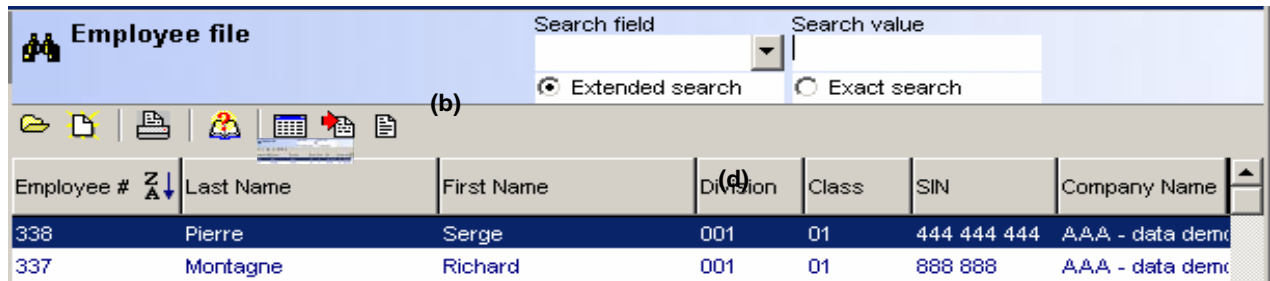 Employee file
Search field
Search value
Extended search
Exact search
(b)
Employee # Z A Last Name First Name Division (d) Class SIN Company Name
338 Pierre Serge 001 01 444 444 444 AAA - data demo
337 Montagne Richard 001 01 888 888 AAA - data demo